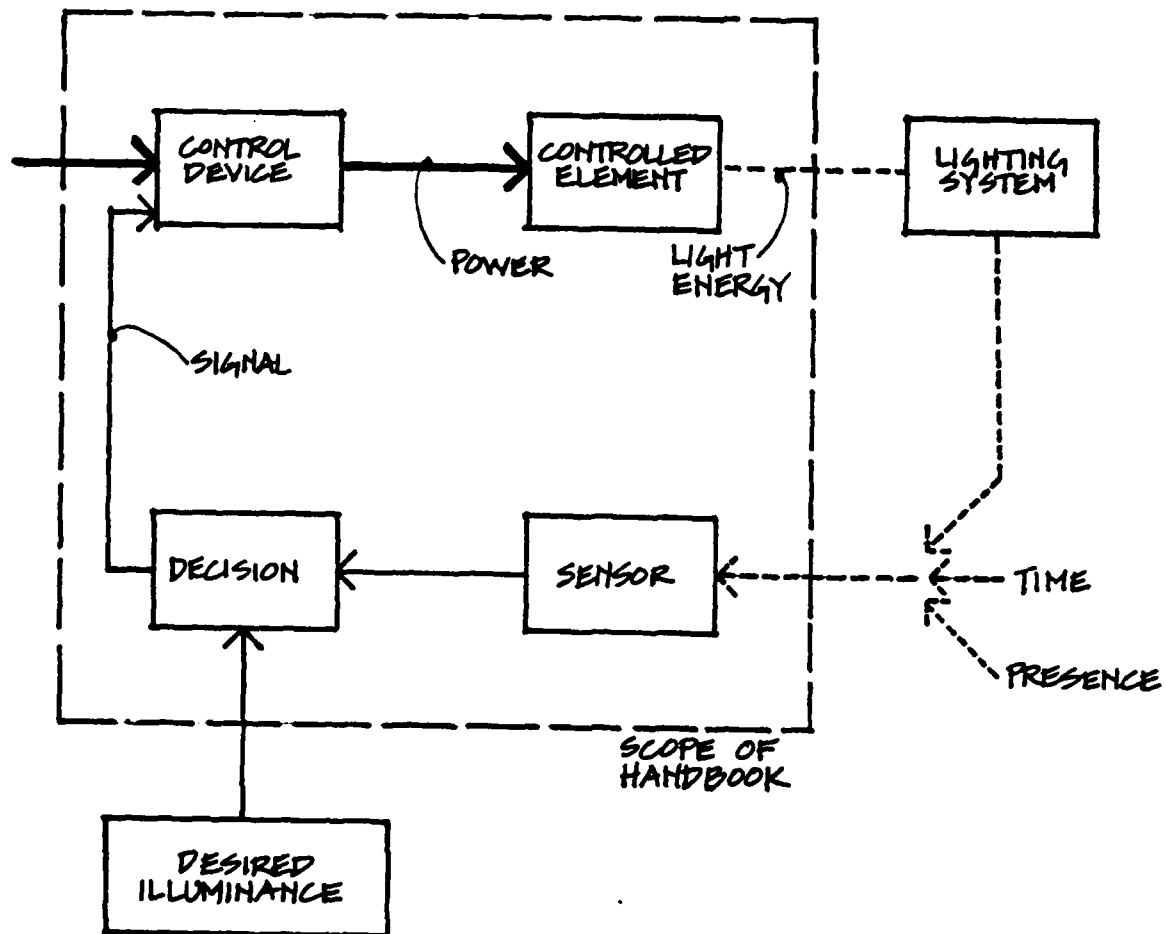 CONTROL
DEVICE
CONTROLLED
ELEMENT
LIGHTING
SYSTEM
POWER
LIGHT
ENERGY
SIGNAL
DECISION
SENSOR
TIME
PRESENCE
SCOPE OF
HANDBOOK
DESIRED
ILLUMINANCE